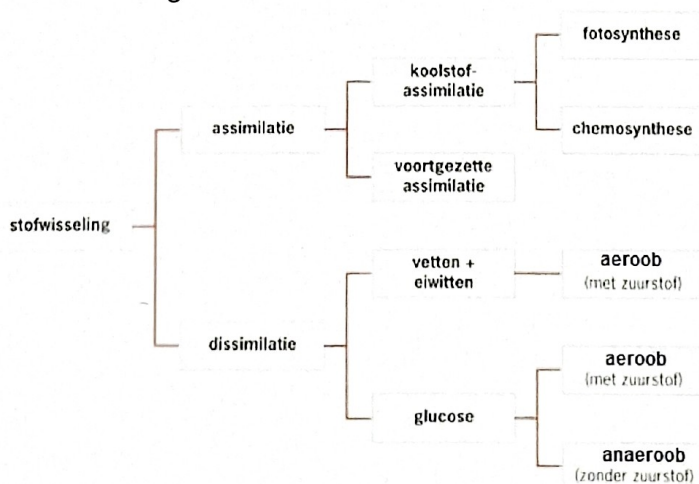 fotosynthese
koolstof-
assimilatie
assimilatie
chemosynthese
voortgezette
assimilatie
stofwisseling
vetten +
eiwitten
aeroob
(met zuurstof)
dissimilatie
aeroob
(met zuurstof)
glucose
anaeroob
(zonder zuurstof)